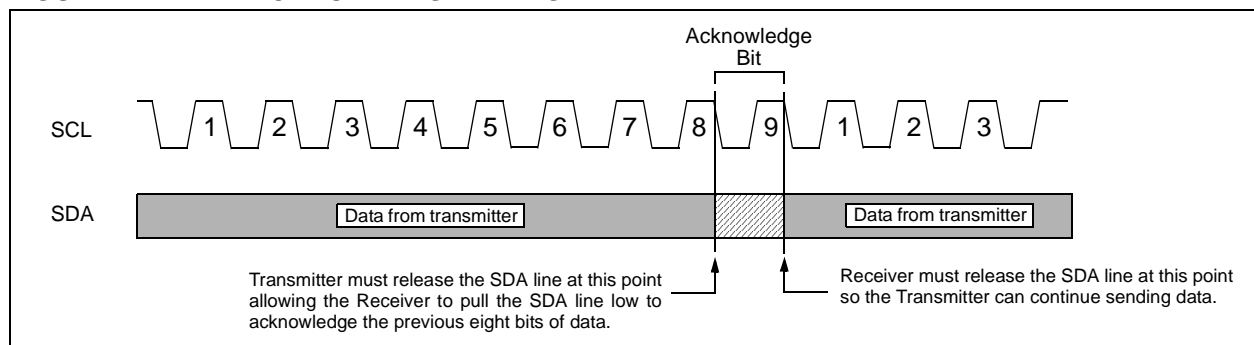 Acknowledge
Bit
SCL 1 2 3 4 5 6 7 8 9 1 2 3
SDA Data from transmitter Data from transmitter
Transmitter must release the SDA line at this point
allowing the Receiver to pull the SDA line low to
acknowledge the previous eight bits of data.
Receiver must release the SDA line at this point
so the Transmitter can continue sending data.